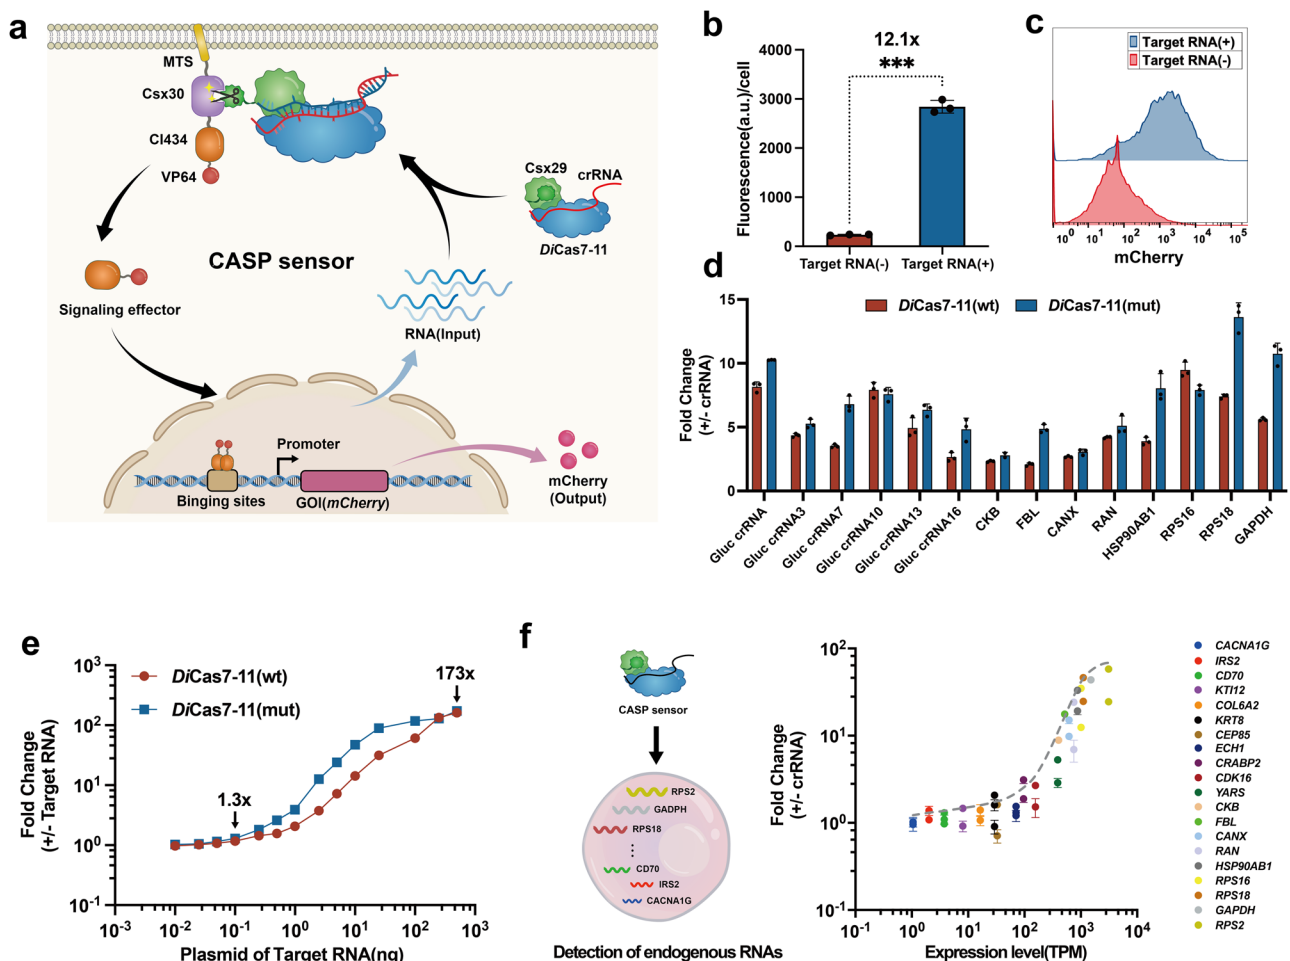 a
MTS
Csx30
CI434
VP64
Csx29
crRNA
DiCas7-11
CASP sensor
Signaling effector
RNA(Input)
Promoter
Binging sites
GOI(mCherry)
mCherry
(Output)
b
12.1x
***
Fluorescence(a.u.)/cell
4000
3000
2000
1000
0
Target RNA(-)
Target RNA(+)
c
Target RNA(+)
Target RNA(-)
10^0 10^1 10^2 10^3 10^4 10^5
mCherry
d
DiCas7-11(wt)
DiCas7-11(mut)
Fold Change
(+/- crRNA)
15
10
5
0
Gluc crRNA
Gluc crRNA3
Gluc crRNA7
Gluc crRNA10
Gluc crRNA13
Gluc crRNA16
CKB
FBL
CANX
RAN
HSP90AB1
RPS16
RPS18
GAPDH
e
DiCas7-11(wt)
DiCas7-11(mut)
173x
1.3x
Fold Change
(+/- Target RNA)
10^3
10^2
10^1
10^0
10^-1
10^-2 10^-1 10^0 10^1 10^2 10^3
Plasmid of Target RNA(ng)
f
CASP sensor
RPS2
GADPH
RPS18
⋮
CD70
IRS2
CACNA1G
Detection of endogenous RNAs
Fold Change
(+/- crRNA)
10^2
10^1
10^0
10^-1
10^-1 10^0 10^1 10^2 10^3 10^4
Expression level(TPM)
CACNA1G
IRS2
CD70
KTI12
COL6A2
KRT8
CEP85
ECH1
CRABP2
CDK16
YARS
CKB
FBL
CANX
RAN
HSP90AB1
RPS16
RPS18
GAPDH
RPS2